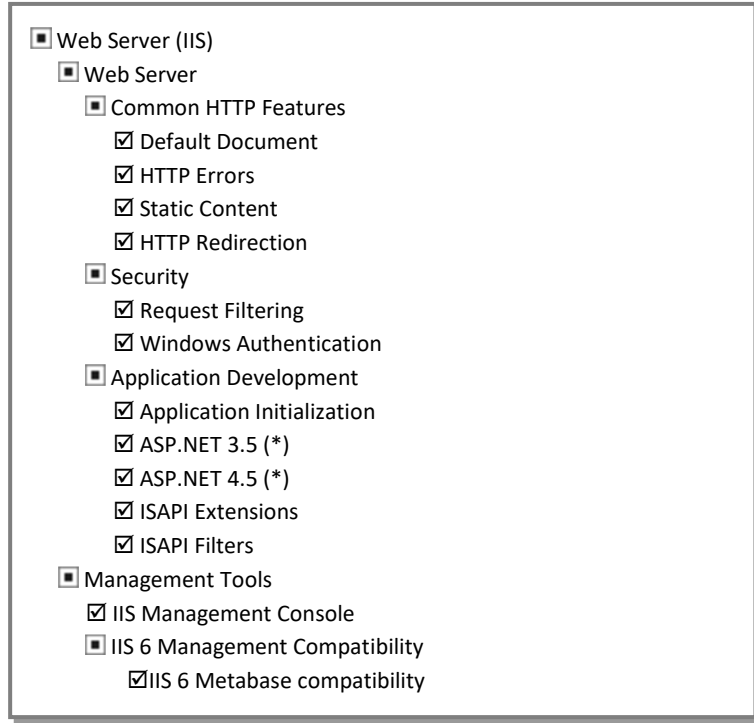 Web Server (IIS)
Web Server
Common HTTP Features
Default Document
HTTP Errors
Static Content
HTTP Redirection
Security
Request Filtering
Windows Authentication
Application Development
Application Initialization
ASP.NET 3.5 (*)
ASP.NET 4.5 (*)
ISAPI Extensions
ISAPI Filters
Management Tools
IIS Management Console
IIS 6 Management Compatibility
IIS 6 Metabase compatibility